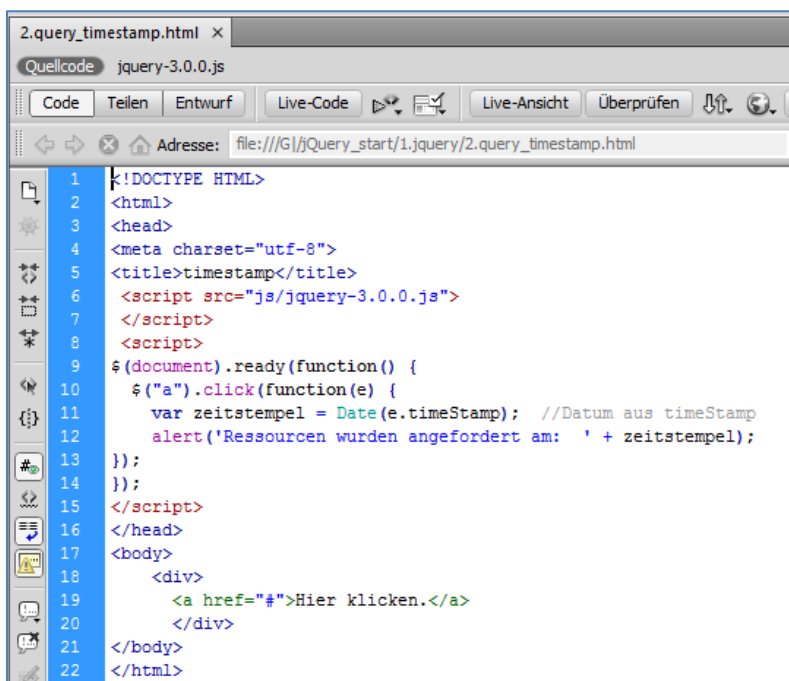 2.query_timestamp.html ×
Quellcode jquery-3.0.0.js
Code Teilen Entwurf Live-Code Live-Ansicht Überprüfen
Adresse: file:///G|/jQuery_start/1.jquery/2.query_timestamp.html
1 <!DOCTYPE HTML>
2 <html>
3 <head>
4 <meta charset="utf-8">
5 <title>timestamp</title>
6 <script src="js/jquery-3.0.0.js">
7 </script>
8 <script>
9 $(document).ready(function() {
10 $("a").click(function(e) {
11 var zeitstempel = Date(e.timeStamp); //Datum aus timeStamp
12 alert('Ressourcen wurden angefordert am: ' + zeitstempel);
13 });
14 });
15 </script>
16 </head>
17 <body>
18 <div>
19 <a href="#">Hier klicken.</a>
20 </div>
21 </body>
22 </html>